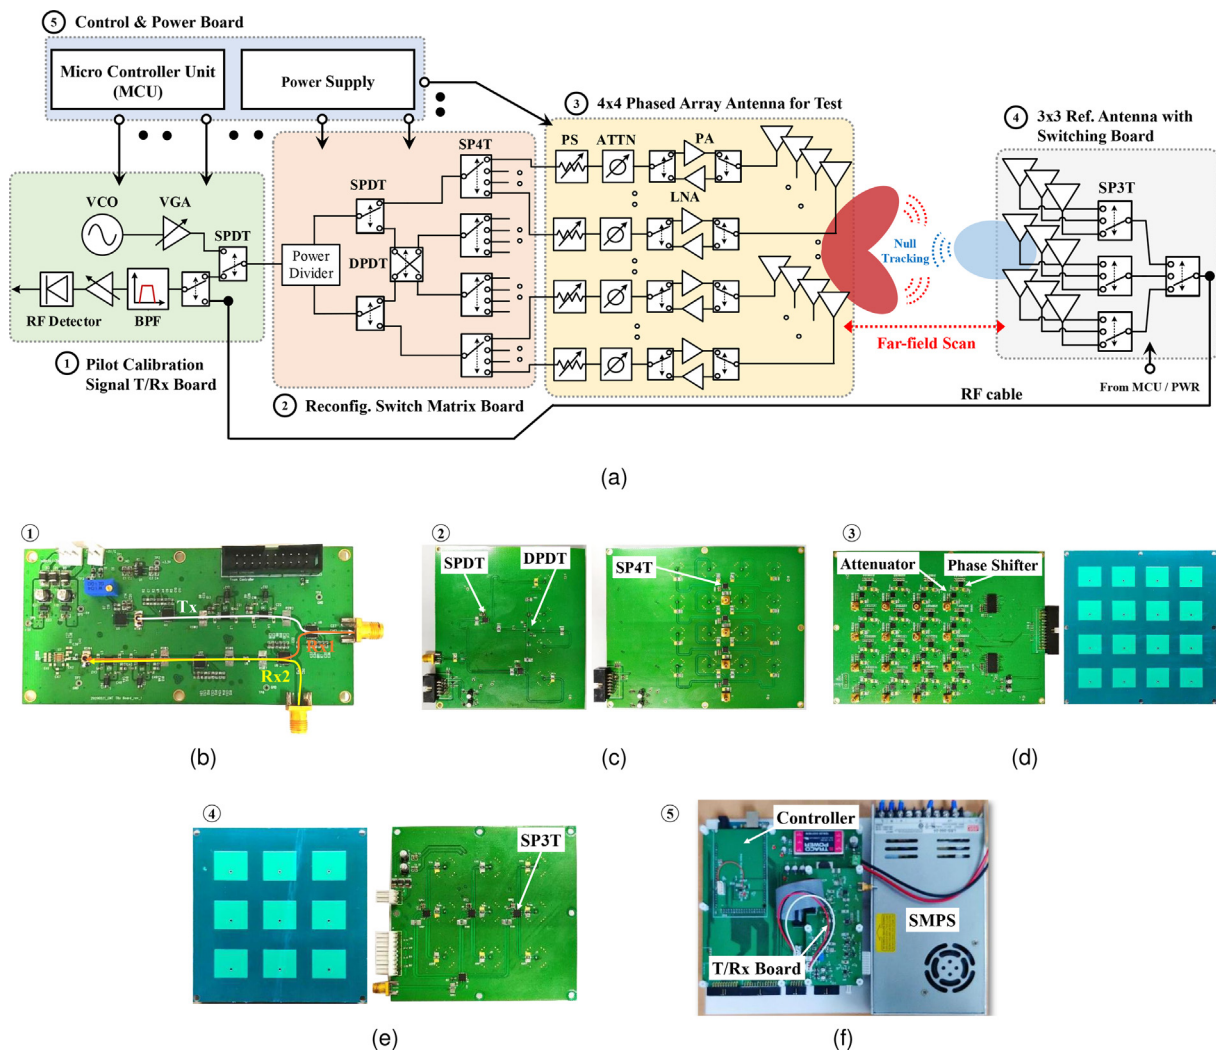 ⑤ Control & Power Board
Micro Controller Unit
(MCU)
Power Supply
③ 4x4 Phased Array Antenna for Test
④ 3x3 Ref. Antenna with
Switching Board
PS
ATTN
PA
LNA
SP4T
SPDT
DPDT
Power
Divider
VCO
VGA
SPDT
RF Detector
BPF
SP3T
Null
Tracking
Far-field Scan
From MCU / PWR
RF cable
① Pilot Calibration
Signal T/Rx Board
② Reconfig. Switch Matrix Board
(a)
①
Tx
Rx1
Rx2
(b)
②
SPDT
DPDT
SP4T
(c)
③
Attenuator
Phase Shifter
(d)
④
SP3T
(e)
⑤
Controller
TRACO
POWER
SMPS
T/Rx Board
(f)